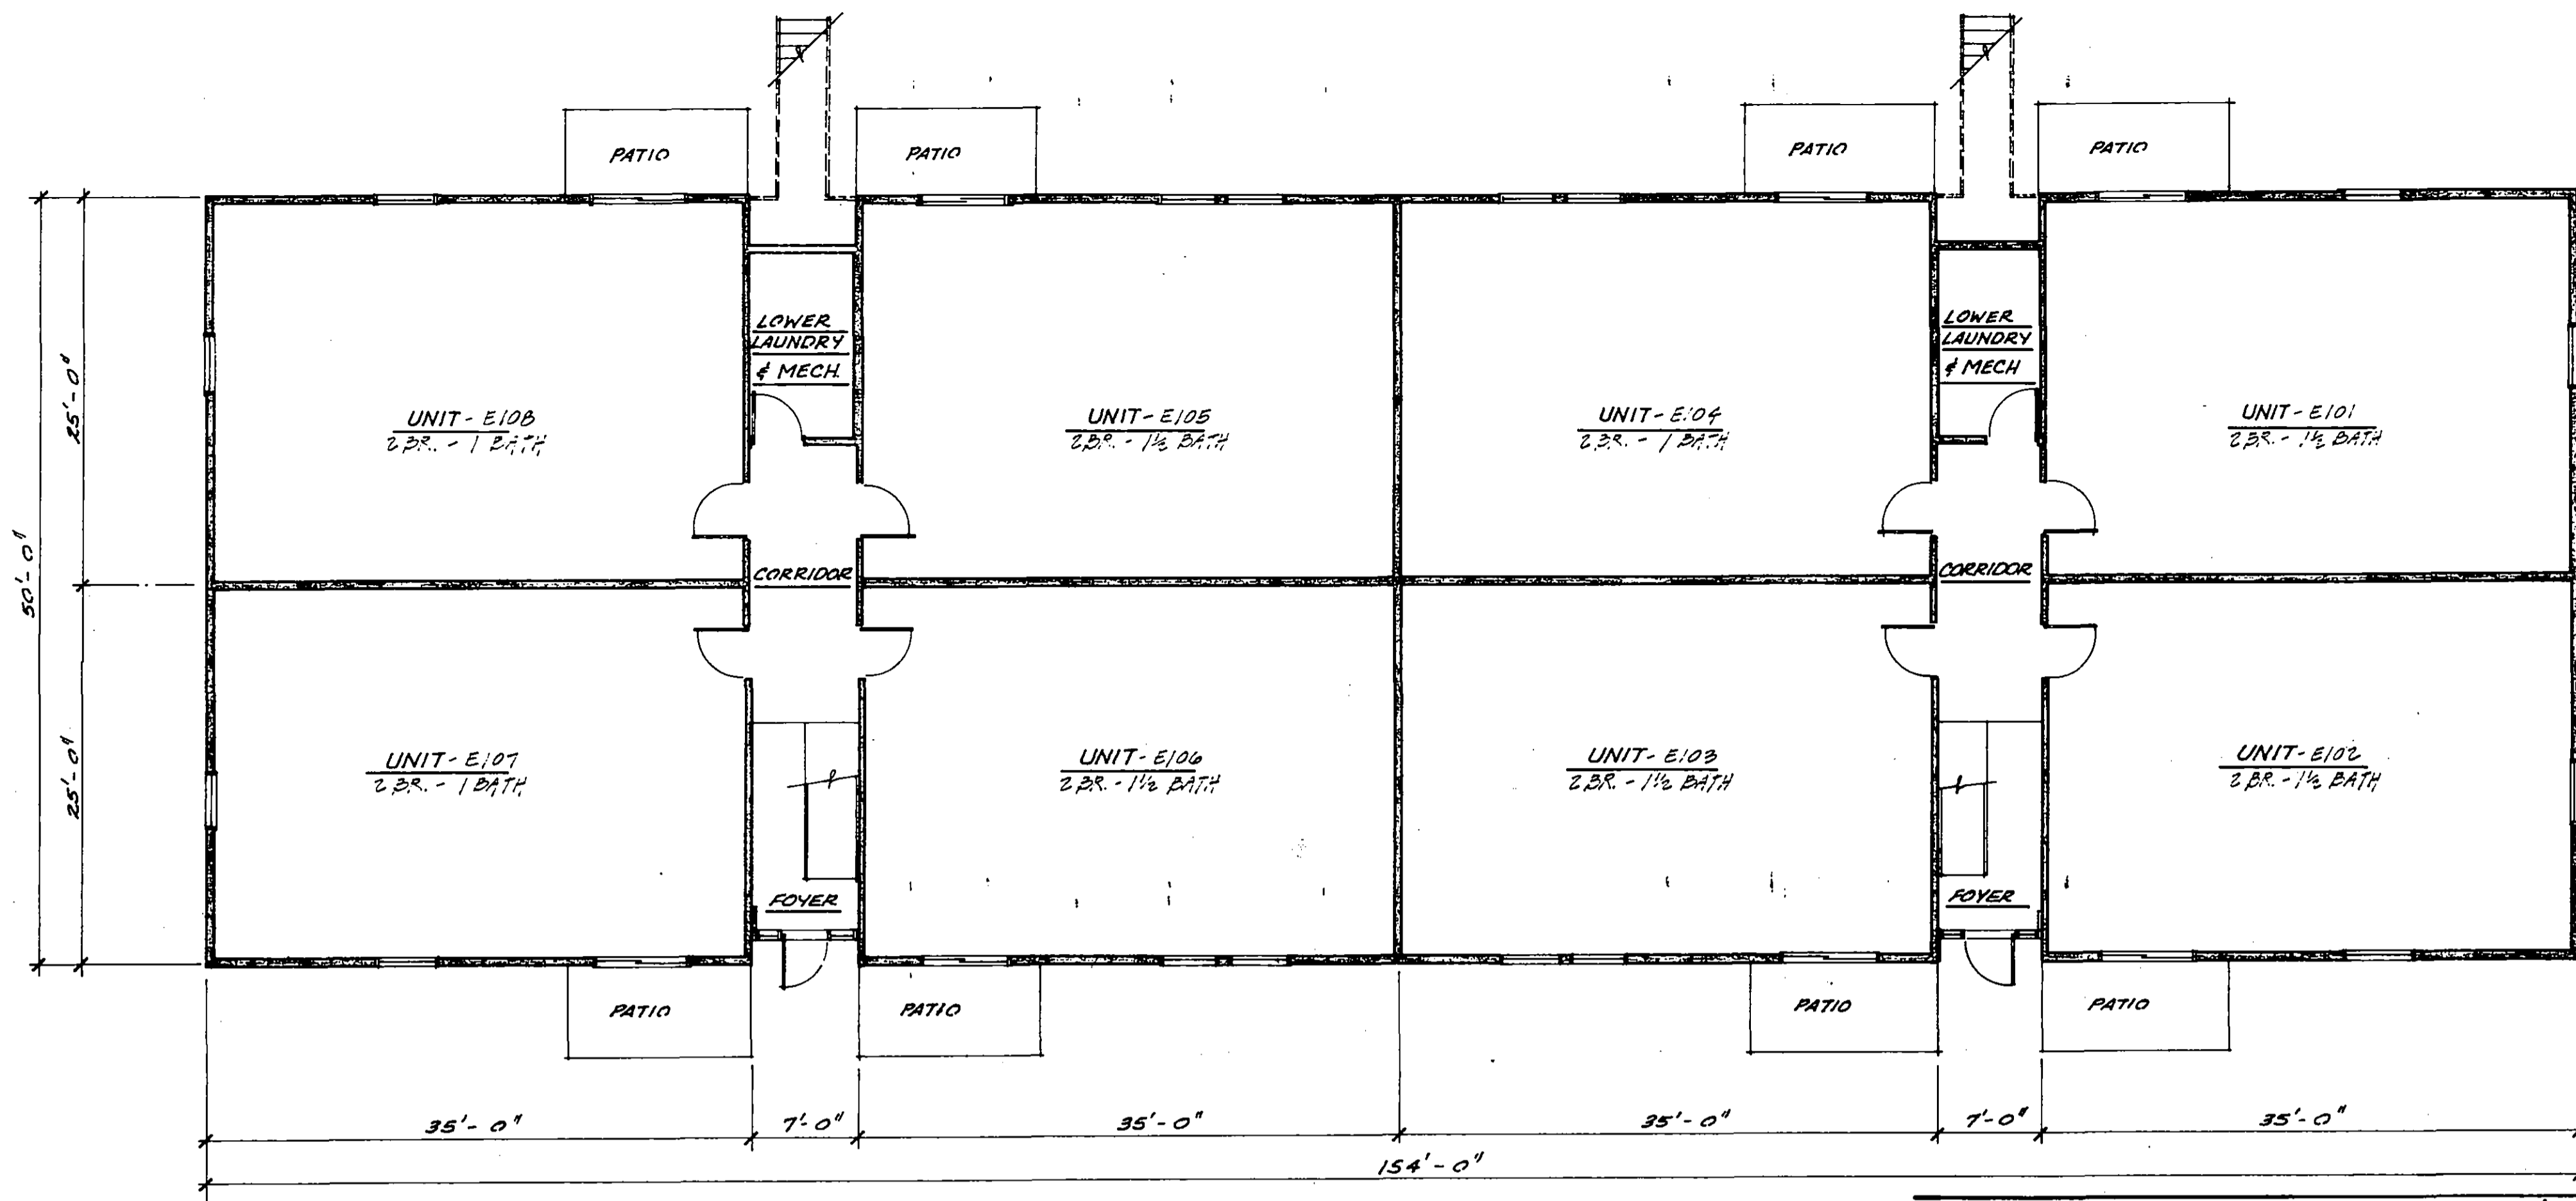 PATIO
PATIO
PATIO
PATIO
LOWER
LAUNDRY
& MECH.
LOWER
LAUNDRY
& MECH
UNIT - E108
2 BR. - 1 BATH
UNIT - E105
2 BR. - 1½ BATH
UNIT - E104
2 BR. - 1 BATH
UNIT - E101
2 BR. - 1½ BATH
25'-0"
50'-0"
CORRIDOR
CORRIDOR
25'-0"
UNIT - E107
2 BR. - 1 BATH
UNIT - E106
2 BR. - 1½ BATH
UNIT - E103
2 BR. - 1½ BATH
UNIT - E102
2 BR. - 1½ BATH
FOYER
FOYER
PATIO
PATIO
PATIO
PATIO
35'-0"
7'-0"
35'-0"
35'-0"
7'-0"
35'-0"
154'-0"